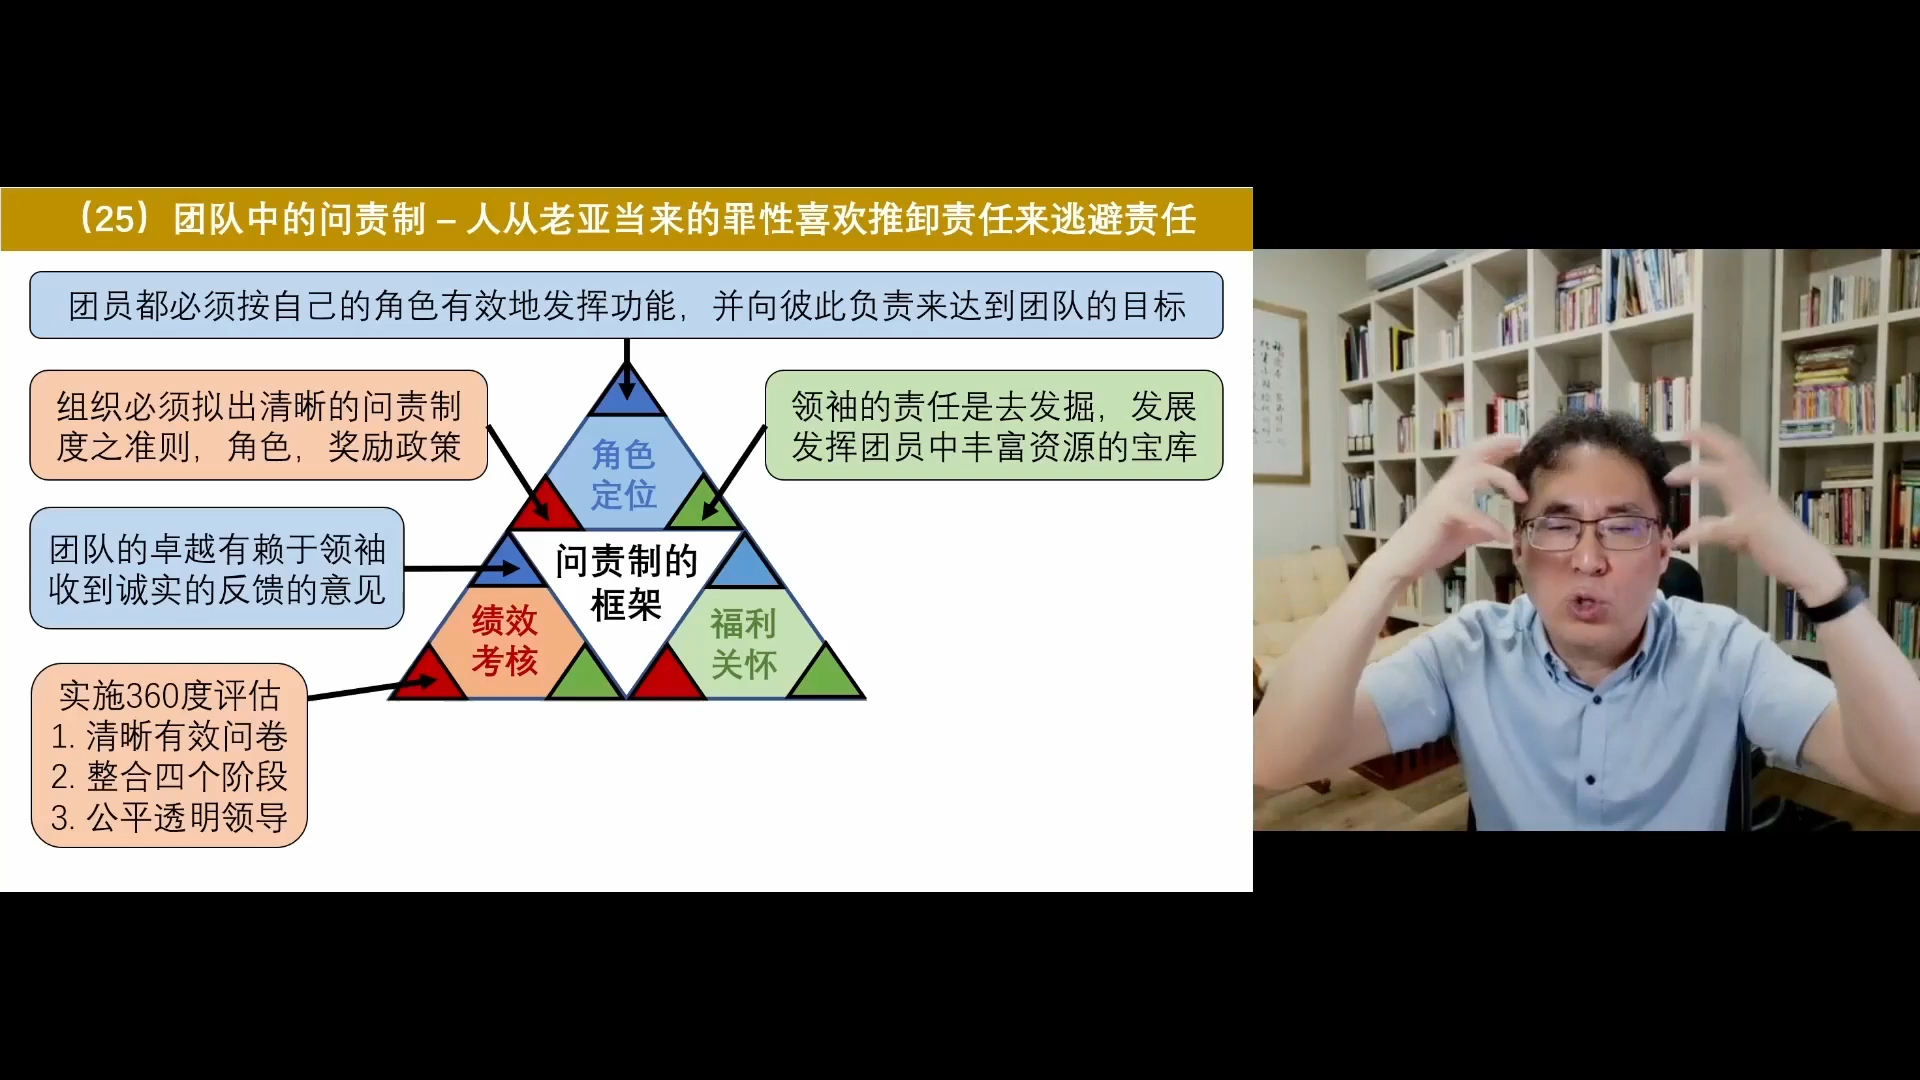 （25）团队中的问责制 – 人从老亚当来的罪性喜欢推卸责任来逃避责任
团员都必须按自己的角色有效地发挥功能，并向彼此负责来达到团队的目标
组织必须拟出清晰的问责制
度之准则，角色，奖励政策
领袖的责任是去发掘，发展
发挥团员中丰富资源的宝库
角色
定位
团队的卓越有赖于领袖
收到诚实的反馈的意见
问责制的
框架
绩效
考核
福利
关怀
实施360度评估
1. 清晰有效问卷
2. 整合四个阶段
3. 公平透明领导